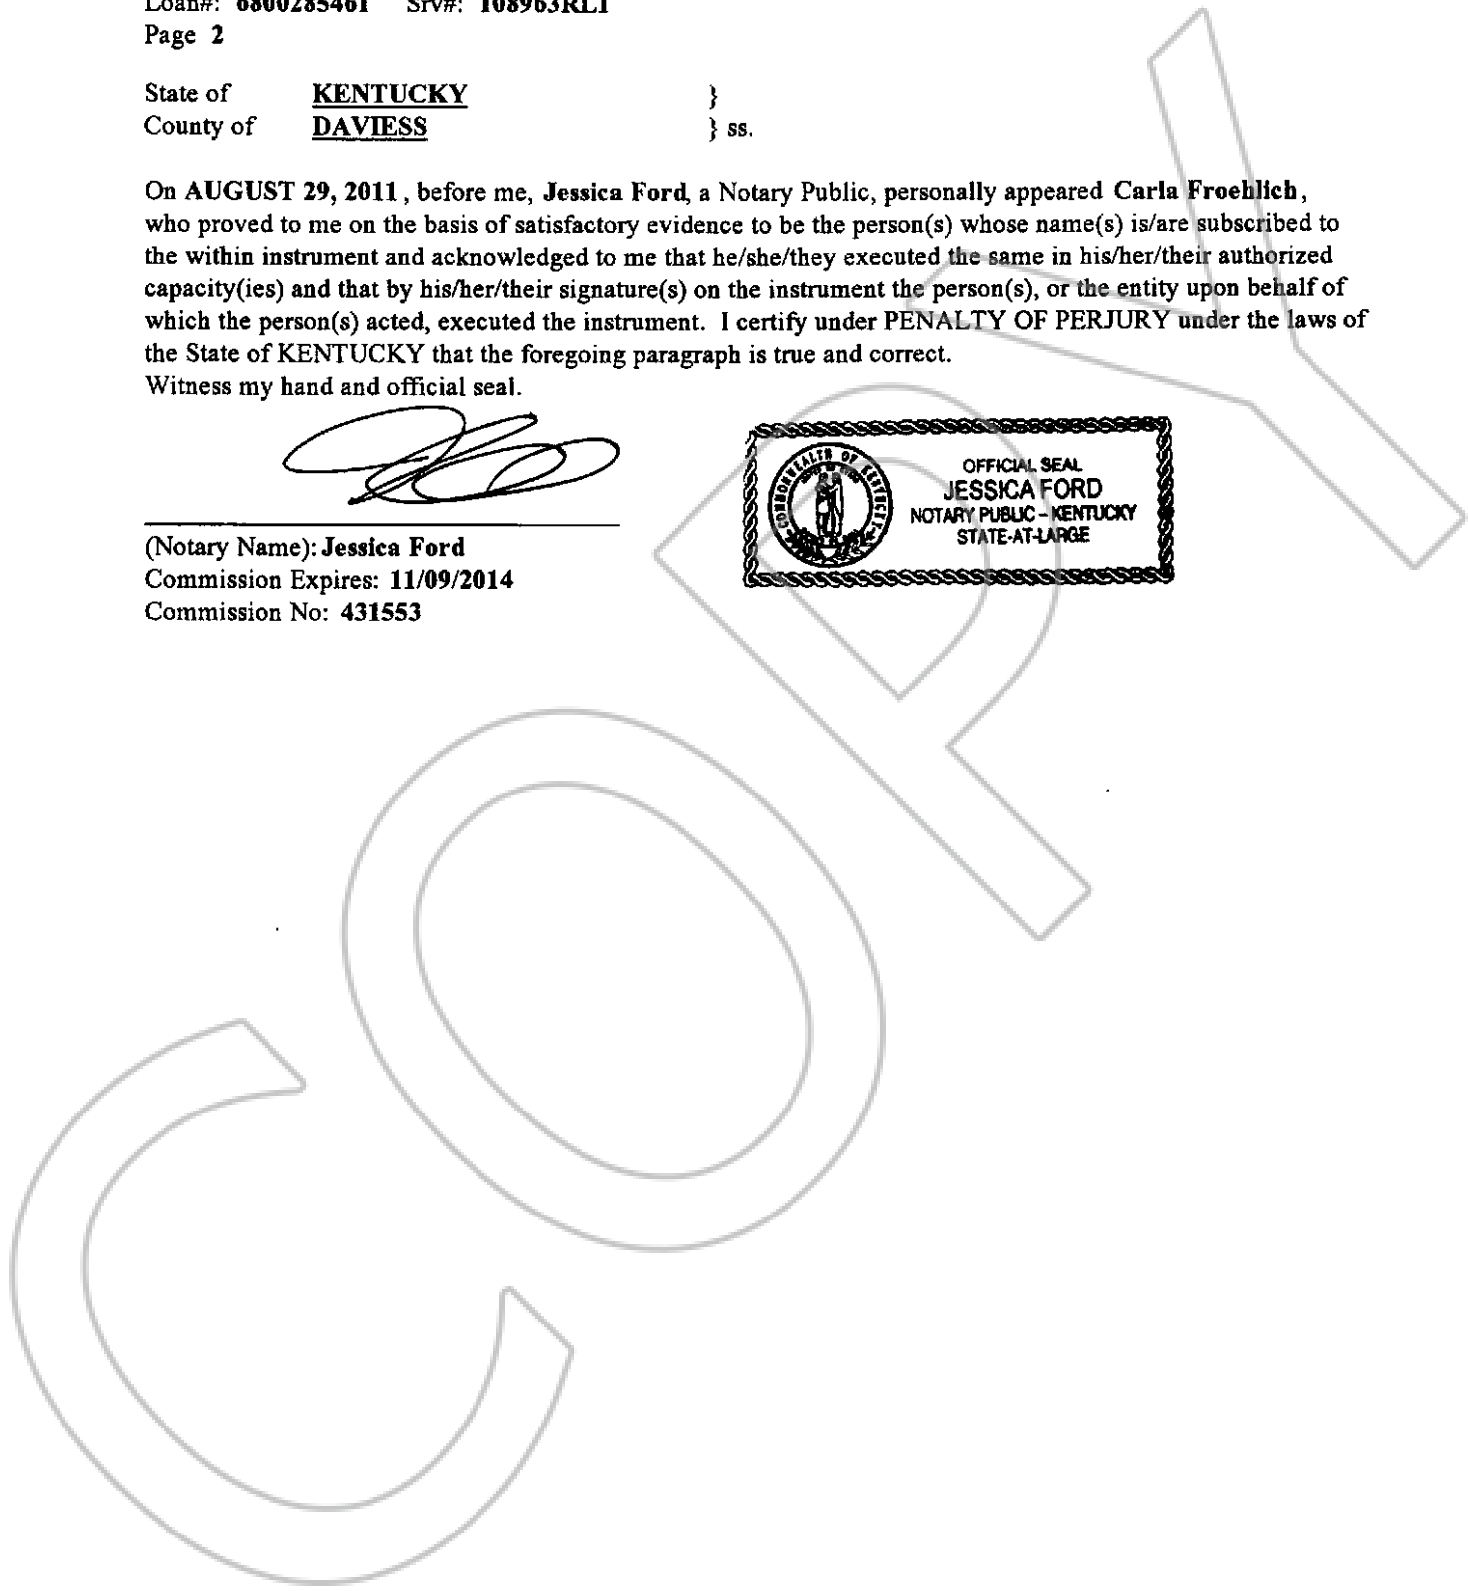 Loan#: 6800285461 Srv#: 108963RL1
Page 2
State of KENTUCKY }
County of DAVIESS } ss.
On AUGUST 29, 2011, before me, Jessica Ford, a Notary Public, personally appeared Carla Froehlich,
who proved to me on the basis of satisfactory evidence to be the person(s) whose name(s) is/are subscribed to
the within instrument and acknowledged to me that he/she/they executed the same in his/her/their authorized
capacity(ies) and that by his/her/their signature(s) on the instrument the person(s), or the entity upon behalf of
which the person(s) acted, executed the instrument. I certify under PENALTY OF PERJURY under the laws of
the State of KENTUCKY that the foregoing paragraph is true and correct.
Witness my hand and official seal.
COMMONWEALTH OF KENTUCKY
OFFICIAL SEAL
JESSICA FORD
NOTARY PUBLIC – KENTUCKY
STATE-AT-LARGE
(Notary Name): Jessica Ford
Commission Expires: 11/09/2014
Commission No: 431553
COPY